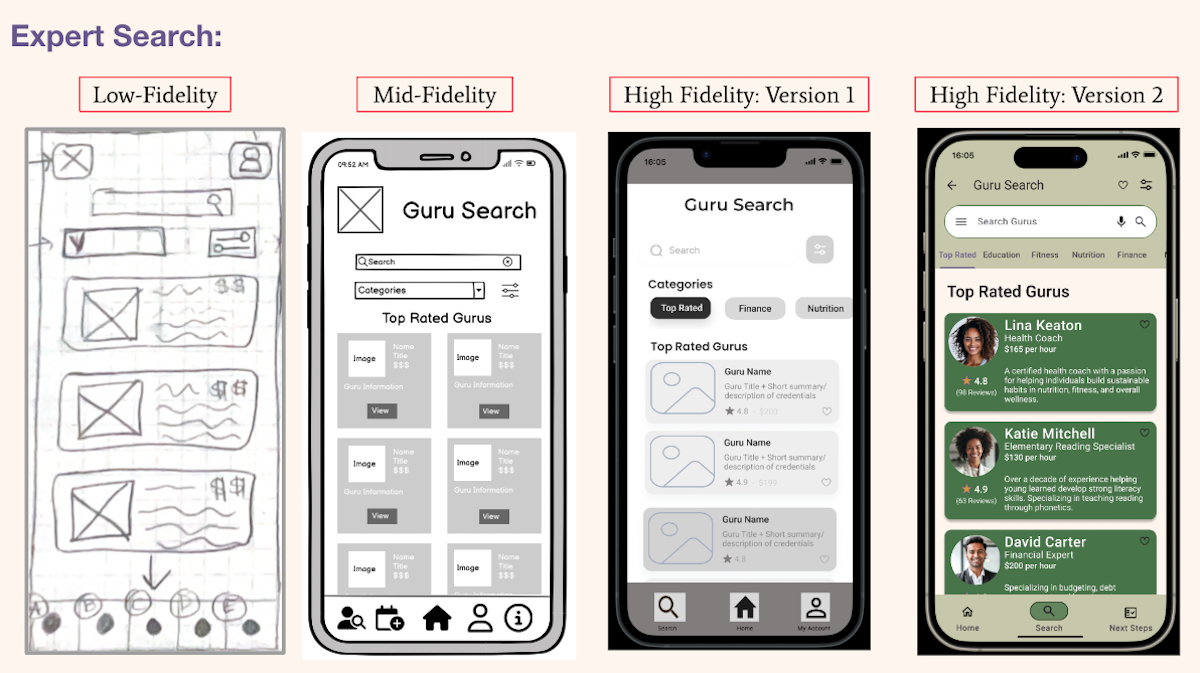 Expert Search:
Low-Fidelity
Mid-Fidelity
High Fidelity: Version 1
High Fidelity: Version 2
$$
$$
$$
A B C D E
09:52 AM
Guru Search
Search
Categories
Top Rated Gurus
Image
Name
Title
$$$
Guru Information
View
Image
Name
Title
$$$
Guru Information
View
Image
Name
Title
$$$
Guru Information
View
Image
Name
Title
$$$
Guru Information
View
Image
Name
Title
$$$
Image
Name
Title
$$$
16:05
Guru Search
Search
Categories
Top Rated Finance Nutrition
Top Rated Gurus
Guru Name
Guru Title + Short summary/
description of credentials
4.8 · $200
Guru Name
Guru Title + Short summary/
description of credentials
4.9 · $199
Guru Name
Guru Title + Short summary/
description of credentials
4.8
Search Home My Account
16:05
Guru Search
Search Gurus
Top Rated Education Fitness Nutrition Finance
Top Rated Gurus
Lina Keaton
Health Coach
$165 per hour
4.8
(98 Reviews)
A certified health coach with a passion
for helping individuals build sustainable
habits in nutrition, fitness, and overall
wellness.
Katie Mitchell
Elementary Reading Specialist
$130 per hour
4.9
(63 Reviews)
Over a decade of experience helping
young learned develop strong literacy
skills. Specializing in teaching reading
through phonetics.
David Carter
Financial Expert
$200 per hour
Specializing in budgeting, debt
Home Search Next Steps